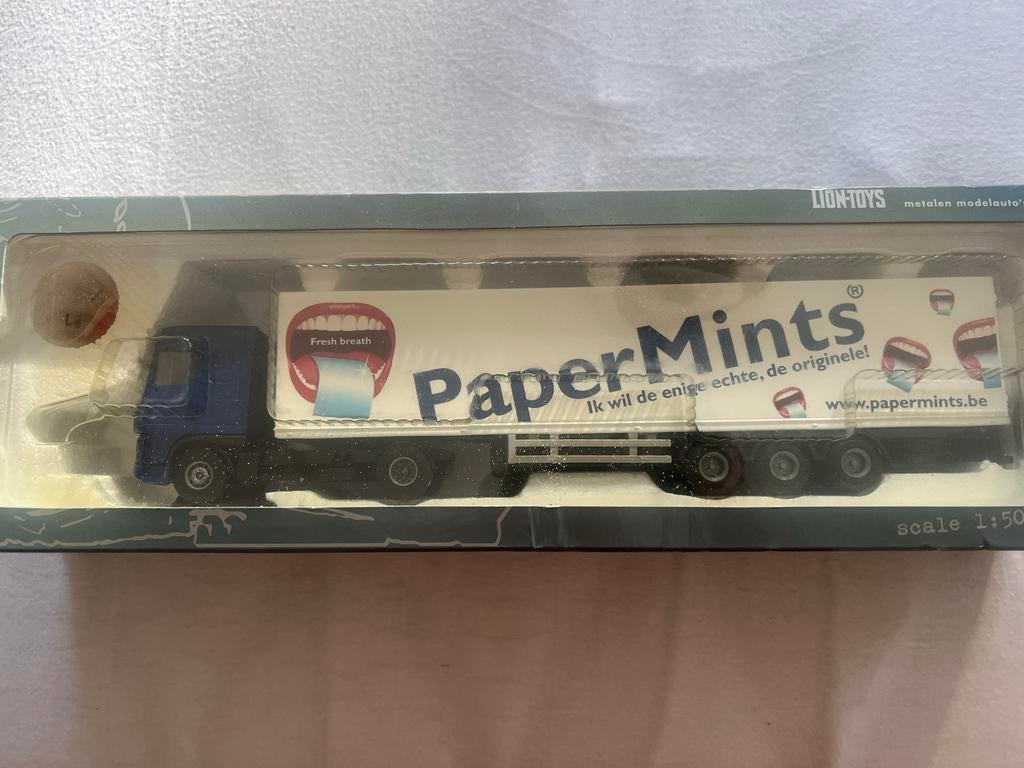 LION-TOYS metalen modelauto's
Fresh breath
PaperMints®
Ik wil de enige echte, de originele!
www.papermints.be
scale 1:50